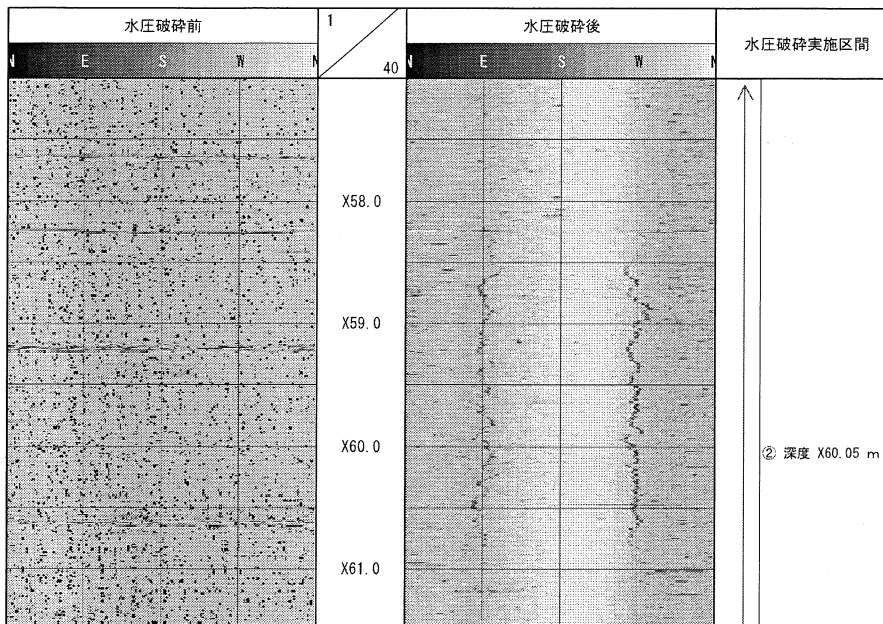 水圧破砕前
1
40
水圧破砕後
水圧破砕実施区間
N E S W N
N E S W N
X58.0
X59.0
X60.0
X61.0
② 深度 X60.05 m